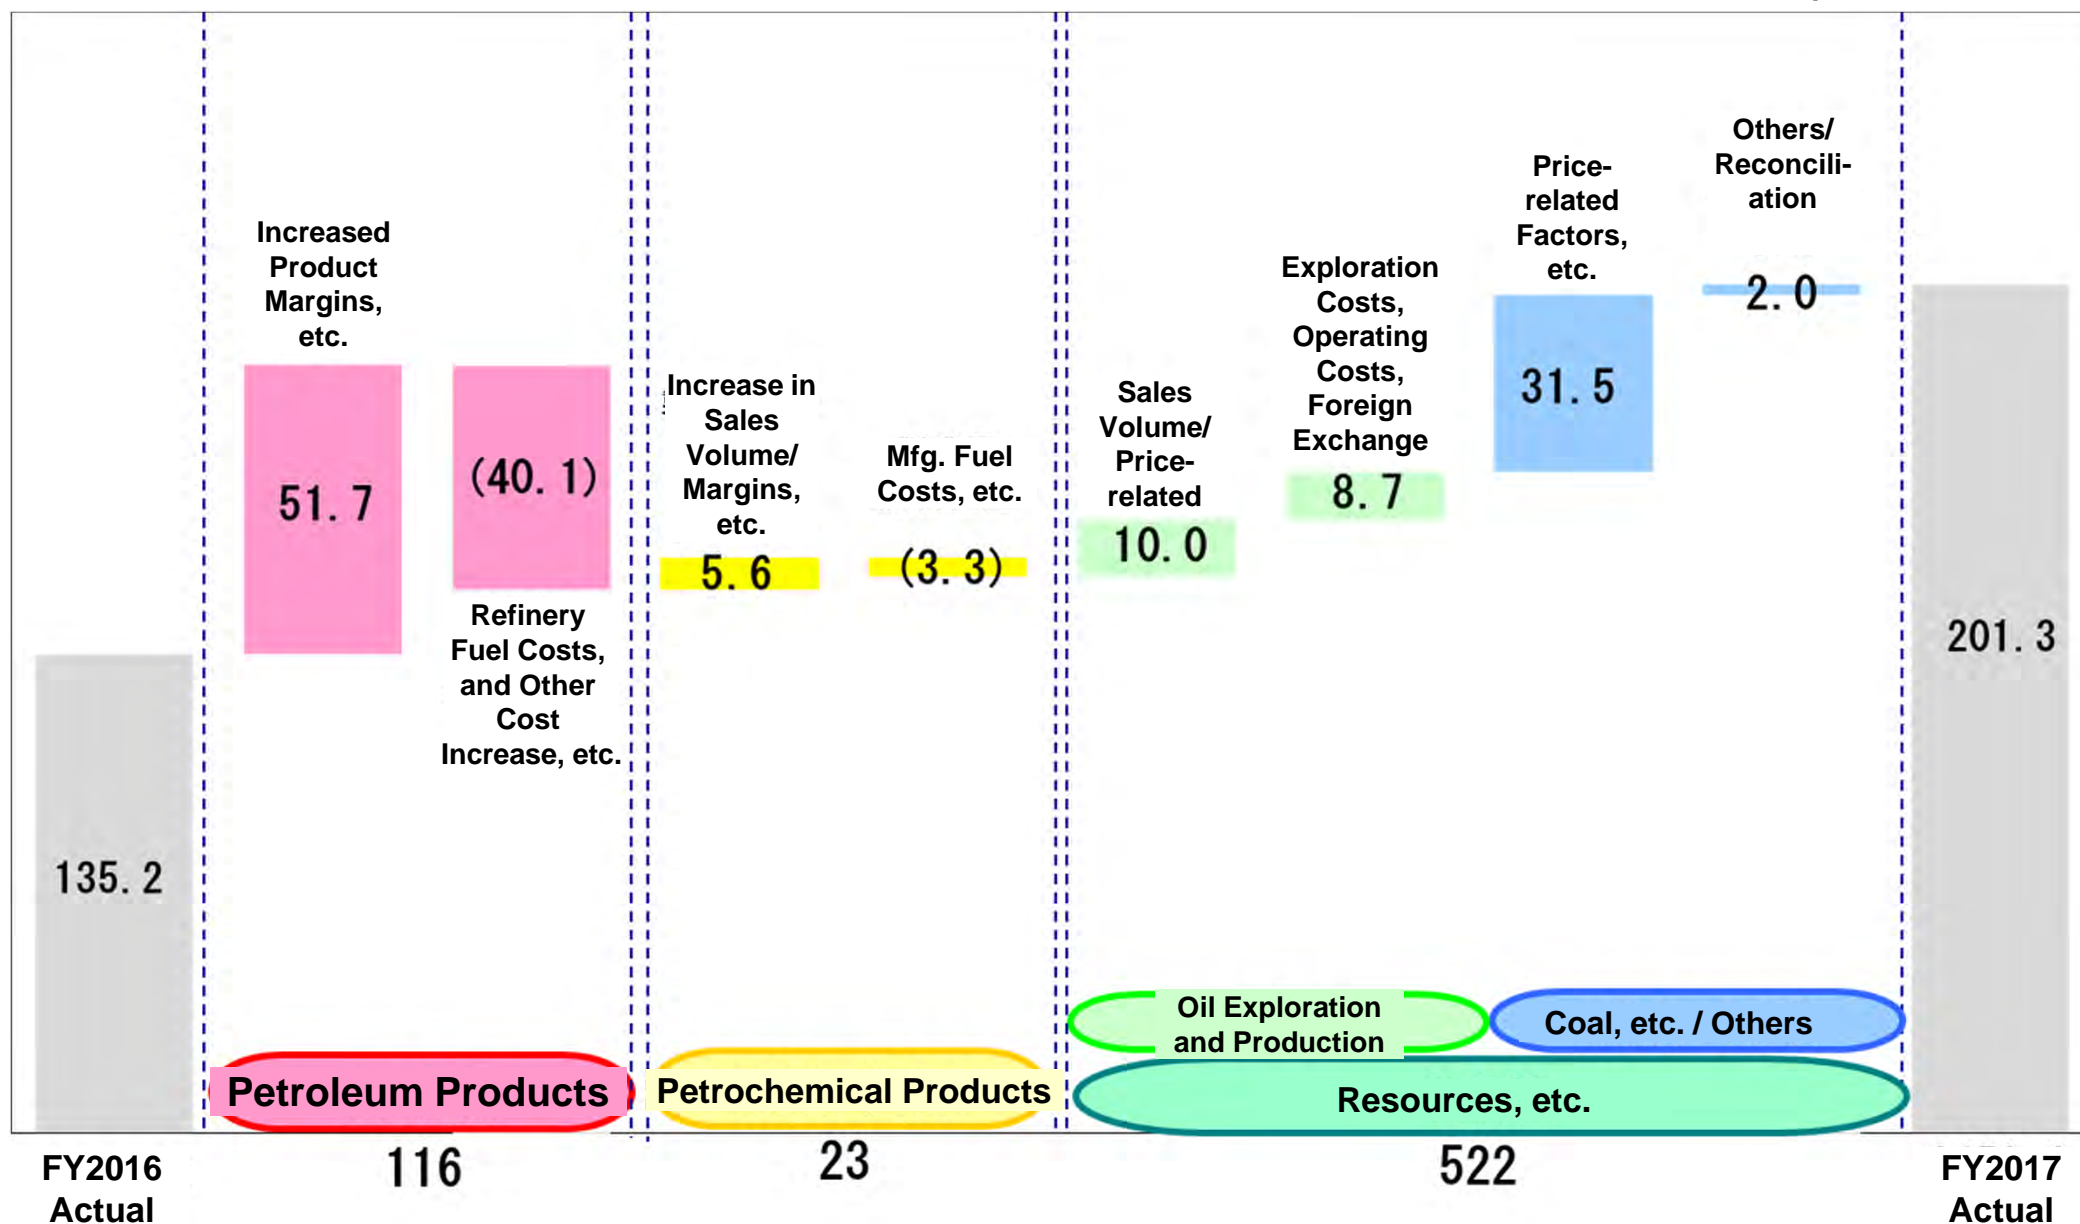 Increased
Product
Margins,
etc.
51.7
(40.1)
Refinery
Fuel Costs,
and Other
Cost
Increase, etc.
Increase in
Sales
Volume/
Margins,
etc.
5.6
Mfg. Fuel
Costs, etc.
(3.3)
Sales
Volume/
Price-
related
10.0
Exploration
Costs,
Operating
Costs,
Foreign
Exchange
8.7
Price-
related
Factors,
etc.
31.5
Others/
Reconcili-
ation
2.0
135.2
201.3
Oil Exploration
and Production
Coal, etc. / Others
Petroleum Products
Petrochemical Products
Resources, etc.
FY2016
Actual
116
23
522
FY2017
Actual